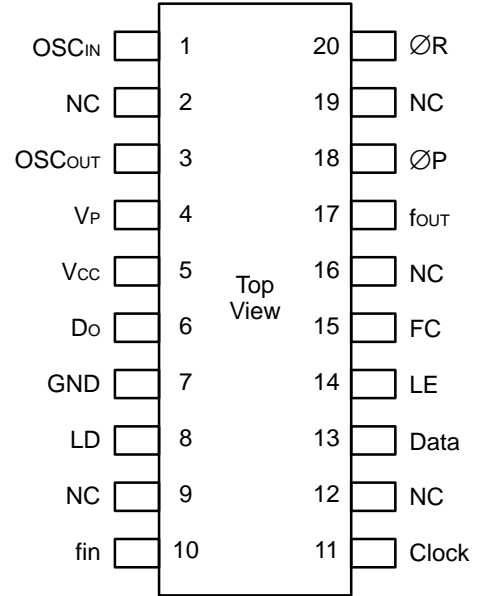 OSCIN 1 20 ∅R
NC 2 19 NC
OSCOUT 3 18 ∅P
VP 4 17 fOUT
VCC 5 16 NC
Top
View
DO 6 15 FC
GND 7 14 LE
LD 8 13 Data
NC 9 12 NC
fin 10 11 Clock